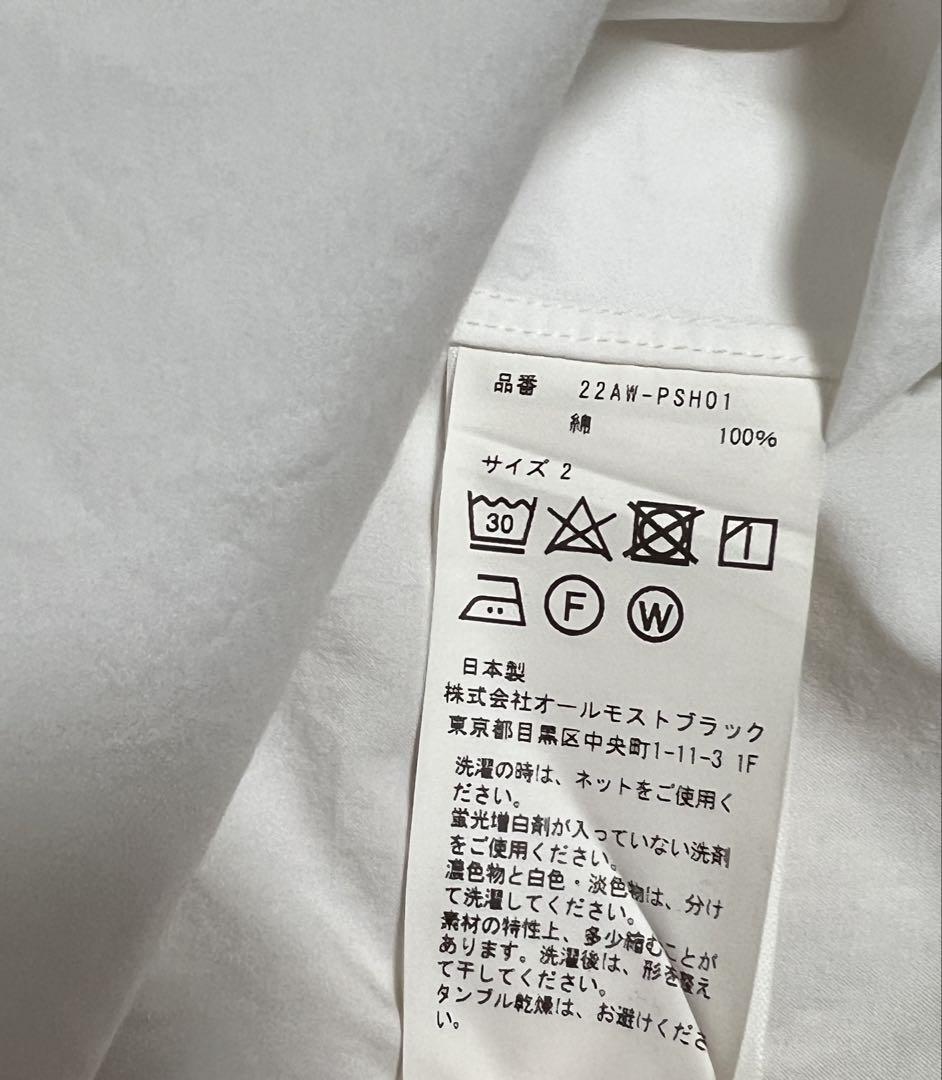 品番 22AW-PSH01
綿 100%
サイズ 2
30
F W
日本製
株式会社オールモストブラック
東京都目黒区中央町1-11-3 1F
洗濯の時は、ネットをご使用く
ださい。
蛍光増白剤が入っていない洗剤
をご使用ください。
濃色物と白色・淡色物は、分け
て洗濯してください。
素材の特性上、多少縮むことが
あります。洗濯後は、形を整え
て干してください。
タンブル乾燥は、お避けくださ
い。